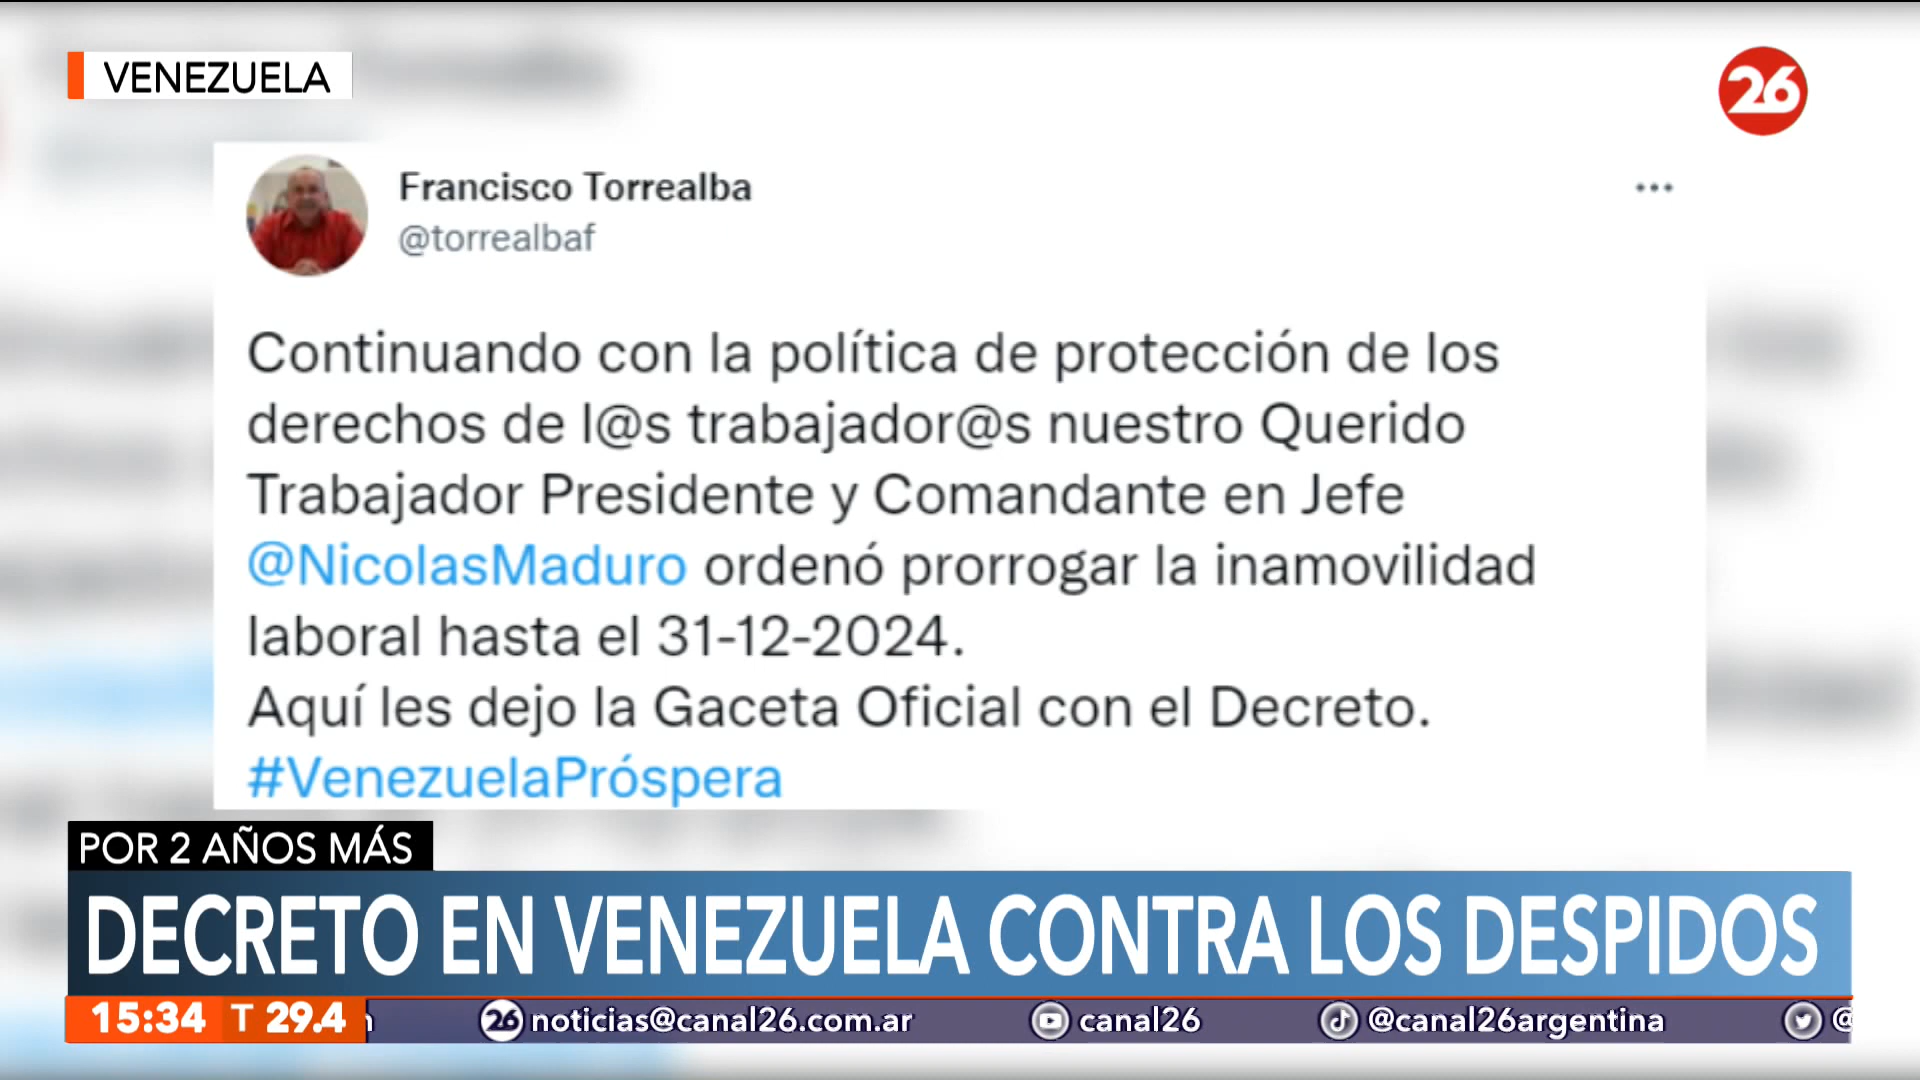 VENEZUELA
26
Francisco Torrealba
@torrealbaf
Continuando con la política de protección de los
derechos de l@s trabajador@s nuestro Querido
Trabajador Presidente y Comandante en Jefe
@NicolasMaduro ordenó prorrogar la inamovilidad
laboral hasta el 31-12-2024.
Aquí les dejo la Gaceta Oficial con el Decreto.
#VenezuelaPróspera
POR 2 AÑOS MÁS
DECRETO EN VENEZUELA CONTRA LOS DESPIDOS
15:34 T 29.4 26 noticias@canal26.com.ar canal26 @canal26argentina @